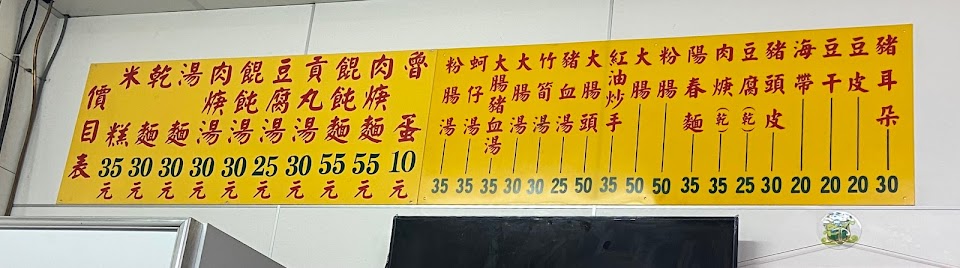 價目表
米糕 35元
乾麵 30元
湯麵 30元
肉焿湯 30元
餛飩湯 30元
豆腐湯 25元
貢丸湯 30元
餛飩麵 55元
肉焿麵 55元
魯蛋 10元
粉腸湯 35
蚵仔湯 35
大腸豬血湯 35
大腸湯 30
竹筍湯 30
豬血湯 25
大腸頭 50
紅油炒手 35
大腸 50
粉腸 50
陽春麵 35
肉焿(乾) 35
豆腐(乾) 25
豬頭皮 30
海帶 20
豆干 20
豆皮 20
豬耳朵 30